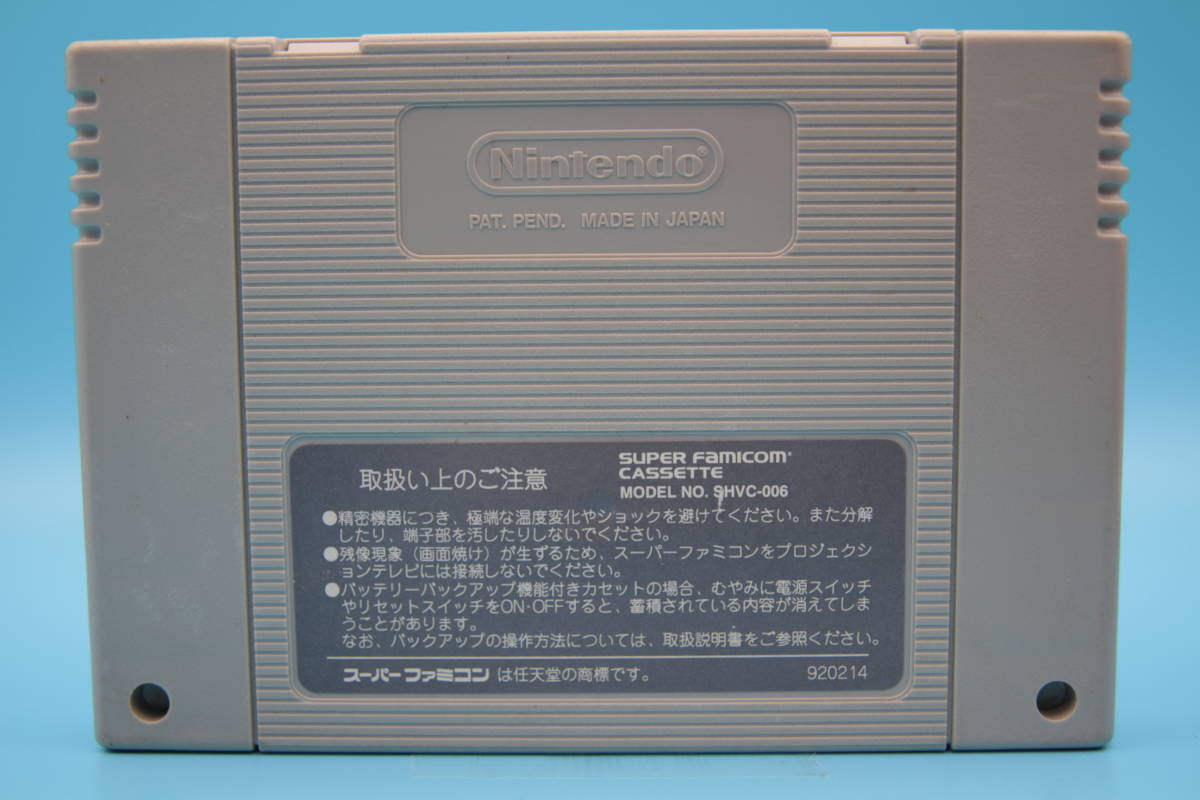 Nintendo®
PAT. PEND. MADE IN JAPAN
取扱い上のご注意
SUPER FAMICOM®
CASSETTE
MODEL NO. SHVC-006
●精密機器につき、極端な温度変化やショックを避けてください。また分解
したり、端子部を汚したりしないでください。
●残像現象（画面焼け）が生ずるため、スーパーファミコンをプロジェクシ
ョンテレビには接続しないでください。
●バッテリーバックアップ機能付きカセットの場合、むやみに電源スイッチ
やリセットスイッチをON·OFFすると、蓄積されている内容が消えてしま
うことがあります。
なお、バックアップの操作方法については、取扱説明書をご参照ください。
スーパーファミコン は任天堂の商標です。
920214